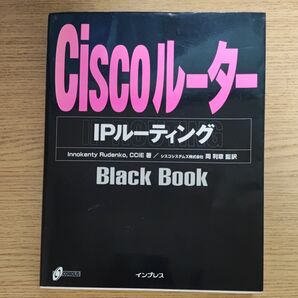 Ciscoルーター
IPルーティング
Innokenty Rudenko, CCIE 著／シスコシステムズ株式会社 岡 利章 監訳
Black Book
インプレス